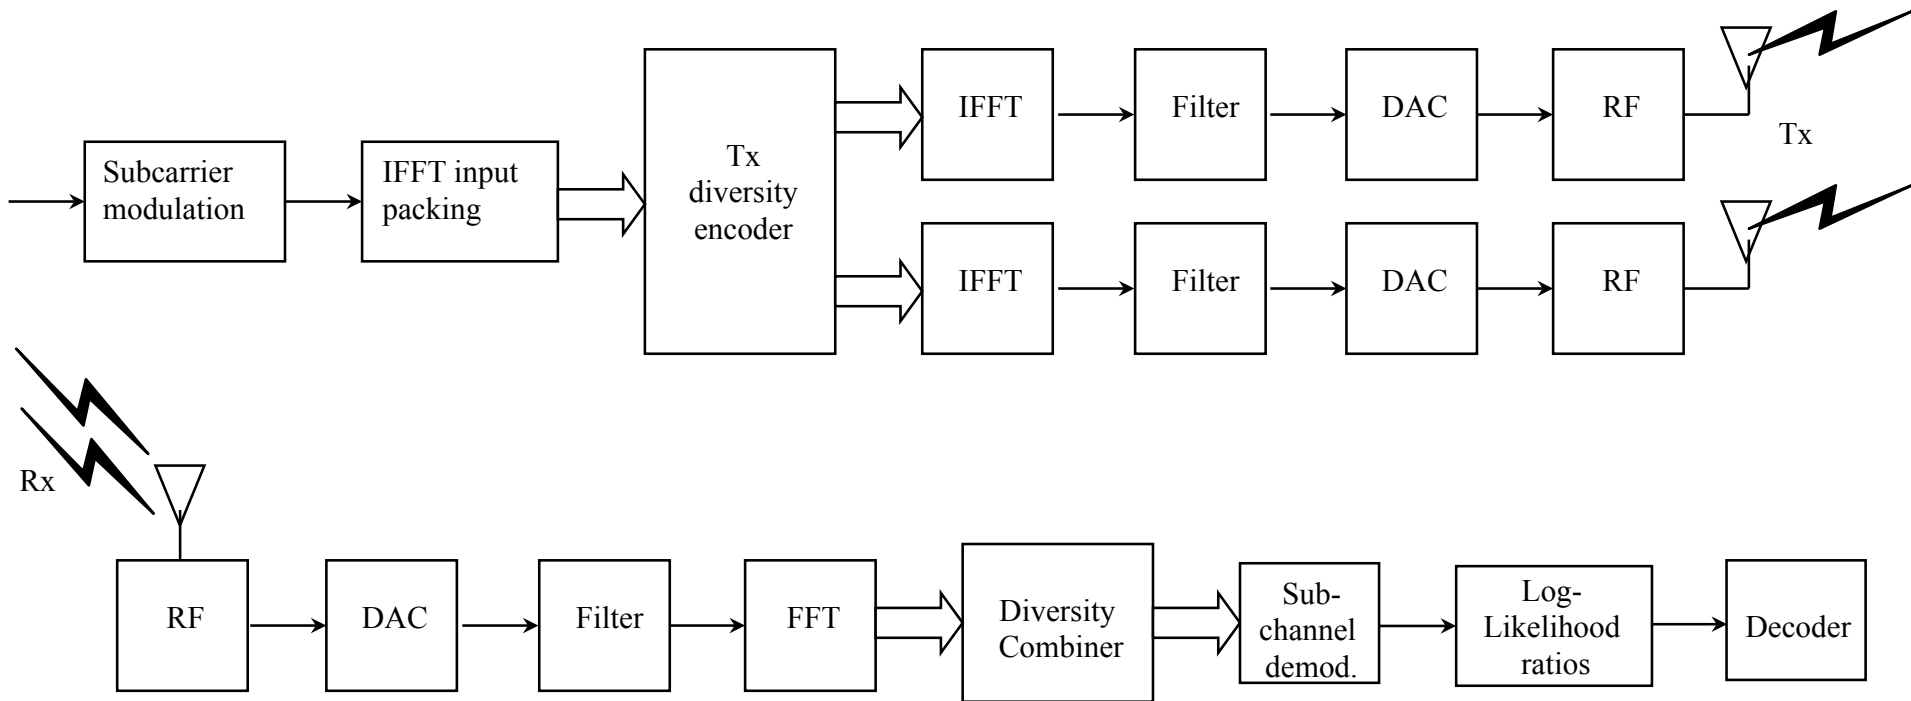 Subcarrier
modulation
IFFT input
packing
Tx
diversity
encoder
IFFT
Filter
DAC
RF
Tx
IFFT
Filter
DAC
RF
Rx
RF
DAC
Filter
FFT
Diversity
Combiner
Sub-
channel
demod.
Log-
Likelihood
ratios
Decoder